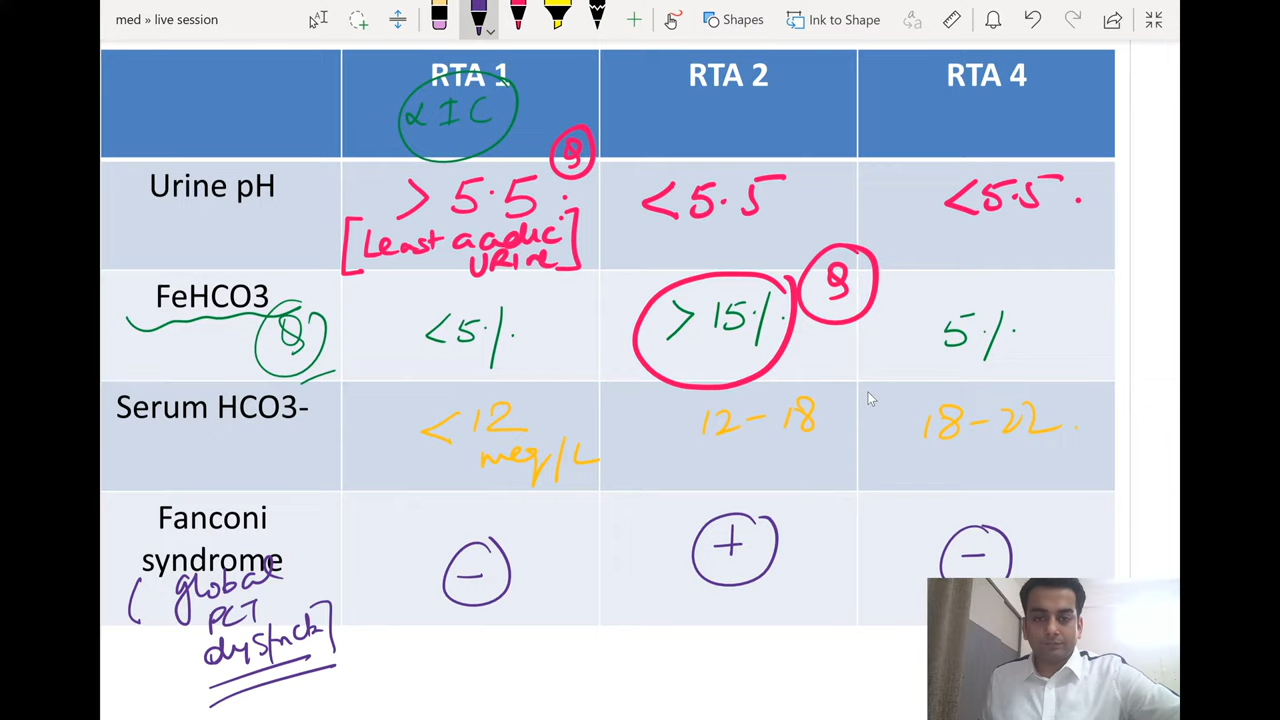 med » live session
Shapes
Ink to Shape
RTA 1
RTA 2
RTA 4
α I C
Urine pH
> 5.5.
< 5.5
< 5.5.
[Least acidic
urine]
FeHCO3
< 5%.
> 15%.
5%.
Serum HCO3-
< 12
meq/L
12-18
18-22.
Fanconi
syndrome
(global
PCT
-
+
-